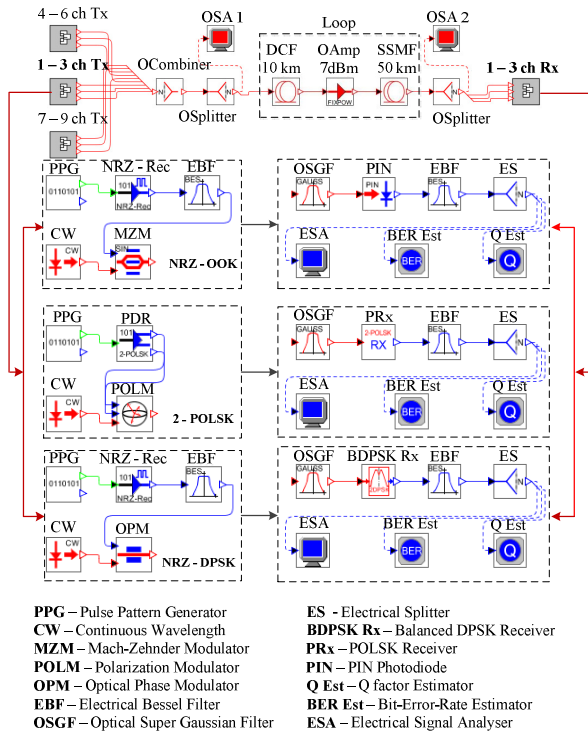 4 – 6 ch Tx
1 – 3 ch Tx
7 – 9 ch Tx
OCombiner
OSA 1
IN
IN
OSplitter
Loop
DCF
10 km
OAmp
7dBm
FIXPOW
SSMF
50 km
OSA 2
IN
OSplitter
1 – 3 ch Rx
PPG
0110101
NRZ - Rec
101
NRZ-Rec
EBF
BES
CW
CW
MZM
SIN
NRZ-OOK
OSGF
GAUSS
PIN
PIN
EBF
BES
ES
IN
ESA
BER Est
BER
Q Est
Q
PPG
0110101
PDR
101
2-POLSK
CW
CW
POLM
2 - POLSK
OSGF
GAUSS
PRx
2-POLSK
RX
EBF
BES
ES
IN
ESA
BER Est
BER
Q Est
Q
PPG
0110101
NRZ - Rec
101
NRZ-Rec
EBF
BES
CW
CW
OPM
NRZ-DPSK
OSGF
GAUSS
BDPSK Rx
2DPSK
EBF
BES
ES
IN
ESA
BER Est
BER
Q Est
Q
PPG – Pulse Pattern Generator
CW – Continuous Wavelength
MZM – Mach-Zehnder Modulator
POLM – Polarization Modulator
OPM – Optical Phase Modulator
EBF – Electrical Bessel Filter
OSGF – Optical Super Gaussian Filter
ES - Electrical Splitter
BDPSK Rx – Balanced DPSK Receiver
PRx – POLSK Receiver
PIN – PIN Photodiode
Q Est – Q factor Estimator
BER Est – Bit-Error-Rate Estimator
ESA – Electrical Signal Analyser